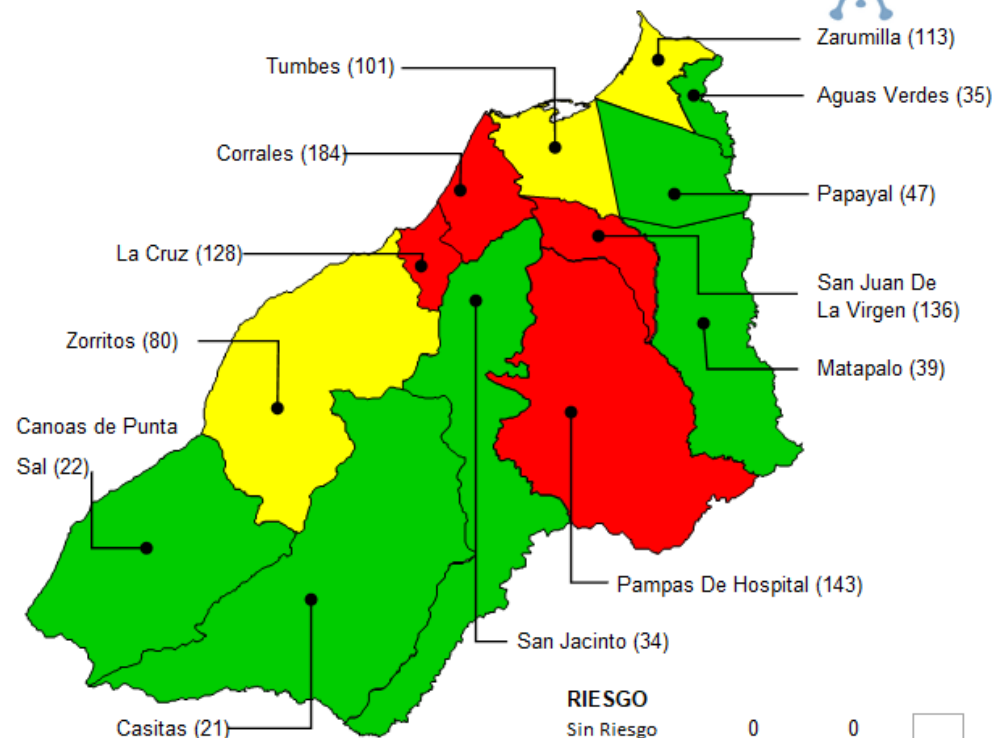 Zarumilla (113)
Tumbes (101)
Aguas Verdes (35)
Corrales (184)
Papayal (47)
La Cruz (128)
San Juan De
La Virgen (136)
Zorritos (80)
Matapalo (39)
Canoas de Punta
Sal (22)
Pampas De Hospital (143)
San Jacinto (34)
Casitas (21)
RIESGO
Sin Riesgo 0 0